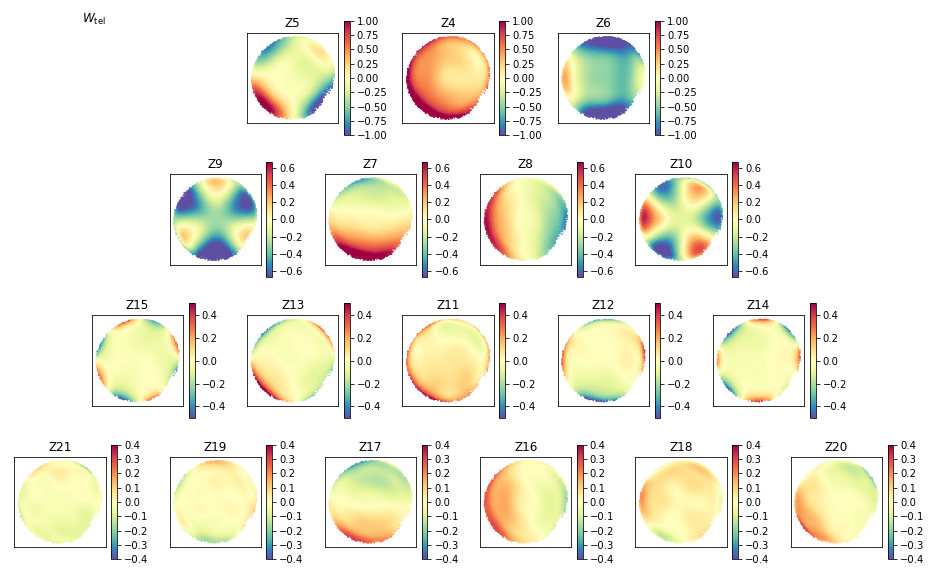 W_tel
Z5 Z4 Z6
1.00 1.00 1.00
0.75 0.75 0.75
0.50 0.50 0.50
0.25 0.25 0.25
0.00 0.00 0.00
−0.25 −0.25 −0.25
−0.50 −0.50 −0.50
−0.75 −0.75 −0.75
−1.00 −1.00 −1.00
Z9 Z7 Z8 Z10
0.6 0.6 0.6 0.6
0.4 0.4 0.4 0.4
0.2 0.2 0.2 0.2
0.0 0.0 0.0 0.0
−0.2 −0.2 −0.2 −0.2
−0.4 −0.4 −0.4 −0.4
−0.6 −0.6 −0.6 −0.6
Z15 Z13 Z11 Z12 Z14
0.4 0.4 0.4 0.4 0.4
0.2 0.2 0.2 0.2 0.2
0.0 0.0 0.0 0.0 0.0
−0.2 −0.2 −0.2 −0.2 −0.2
−0.4 −0.4 −0.4 −0.4 −0.4
Z21 Z19 Z17 Z16 Z18 Z20
0.4 0.4 0.4 0.4 0.4 0.4
0.3 0.3 0.3 0.3 0.3 0.3
0.2 0.2 0.2 0.2 0.2 0.2
0.1 0.1 0.1 0.1 0.1 0.1
0.0 0.0 0.0 0.0 0.0 0.0
−0.1 −0.1 −0.1 −0.1 −0.1 −0.1
−0.2 −0.2 −0.2 −0.2 −0.2 −0.2
−0.3 −0.3 −0.3 −0.3 −0.3 −0.3
−0.4 −0.4 −0.4 −0.4 −0.4 −0.4